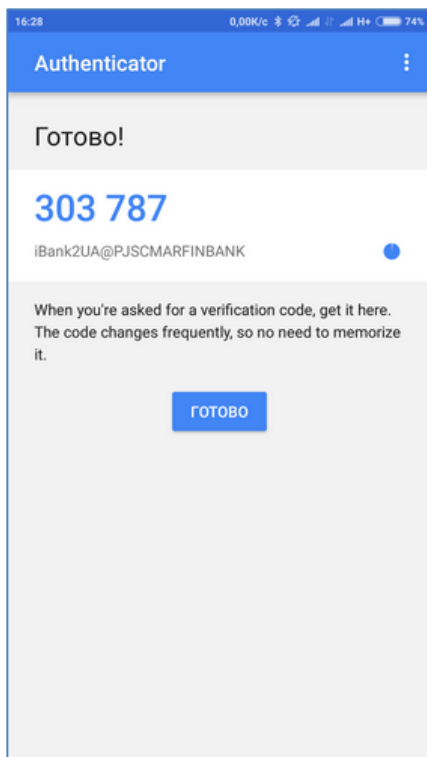 16:28 0,00K/c H+ 74%
Authenticator
Готово!
303 787
iBank2UA@PJSCMARFINBANK
When you're asked for a verification code, get it here.
The code changes frequently, so no need to memorize
it.
ГОТОВО